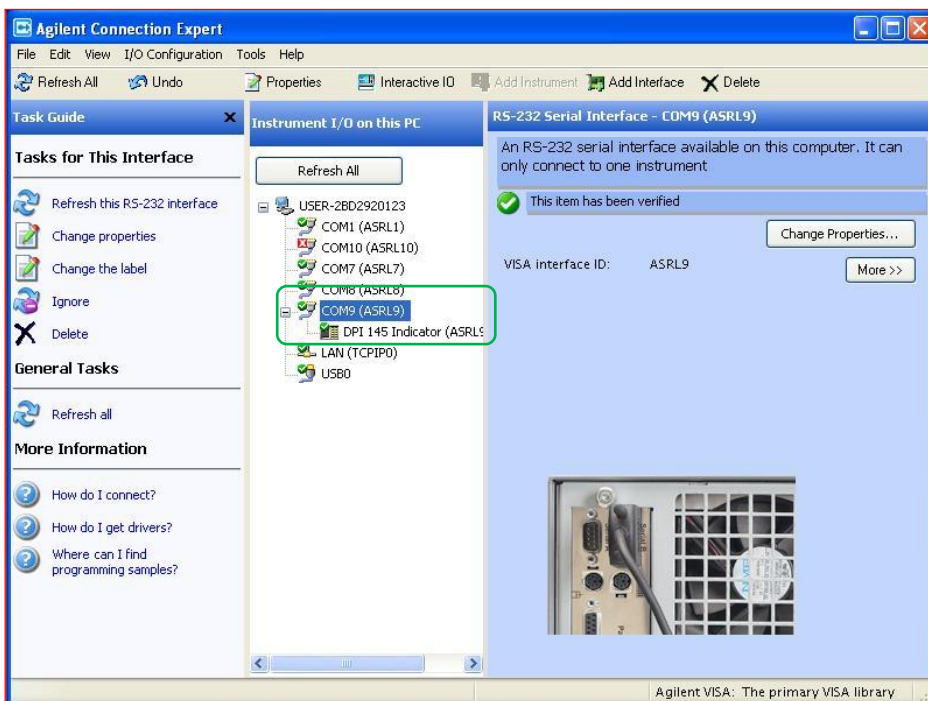 Agilent Connection Expert
File Edit View I/O Configuration Tools Help
Refresh All Undo Properties Interactive IO Add Instrument Add Interface Delete
Task Guide
Tasks for This Interface
Refresh this RS-232 interface
Change properties
Change the label
Ignore
Delete
General Tasks
Refresh all
More Information
How do I connect?
How do I get drivers?
Where can I find
programming samples?
Instrument I/O on this PC
Refresh All
USER-2BD2920123
COM1 (ASRL1)
COM10 (ASRL10)
COM7 (ASRL7)
COM8 (ASRL8)
COM9 (ASRL9)
DPI 145 Indicator (ASRL9
LAN (TCPIP0)
USB0
RS-232 Serial Interface - COM9 (ASRL9)
An RS-232 serial interface available on this computer. It can
only connect to one instrument
This item has been verified
Change Properties...
VISA interface ID: ASRL9
More >>
Serial B
Agilent VISA: The primary VISA library